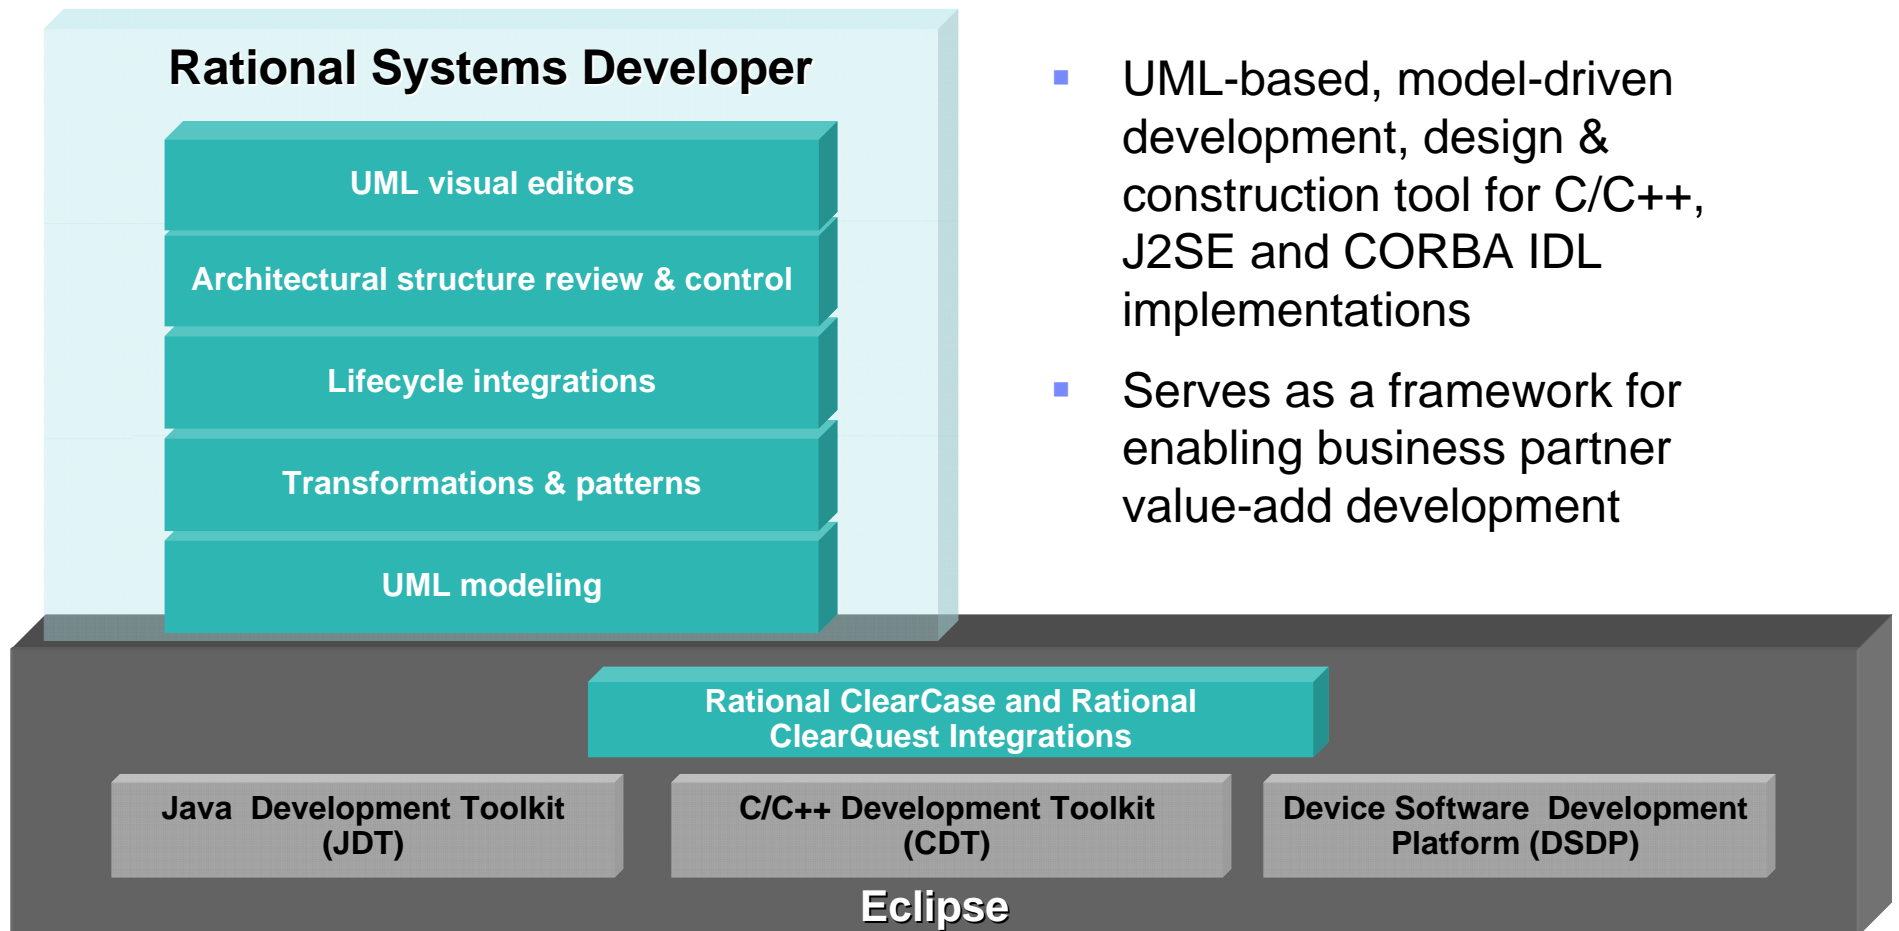 Rational Systems Developer
UML visual editors
Architectural structure review & control
Lifecycle integrations
Transformations & patterns
UML modeling
UML-based, model-driven
development, design &
construction tool for C/C++,
J2SE and CORBA IDL
implementations
Serves as a framework for
enabling business partner
value-add development
Rational ClearCase and Rational
ClearQuest Integrations
Java Development Toolkit
(JDT)
C/C++ Development Toolkit
(CDT)
Device Software Development
Platform (DSDP)
Eclipse